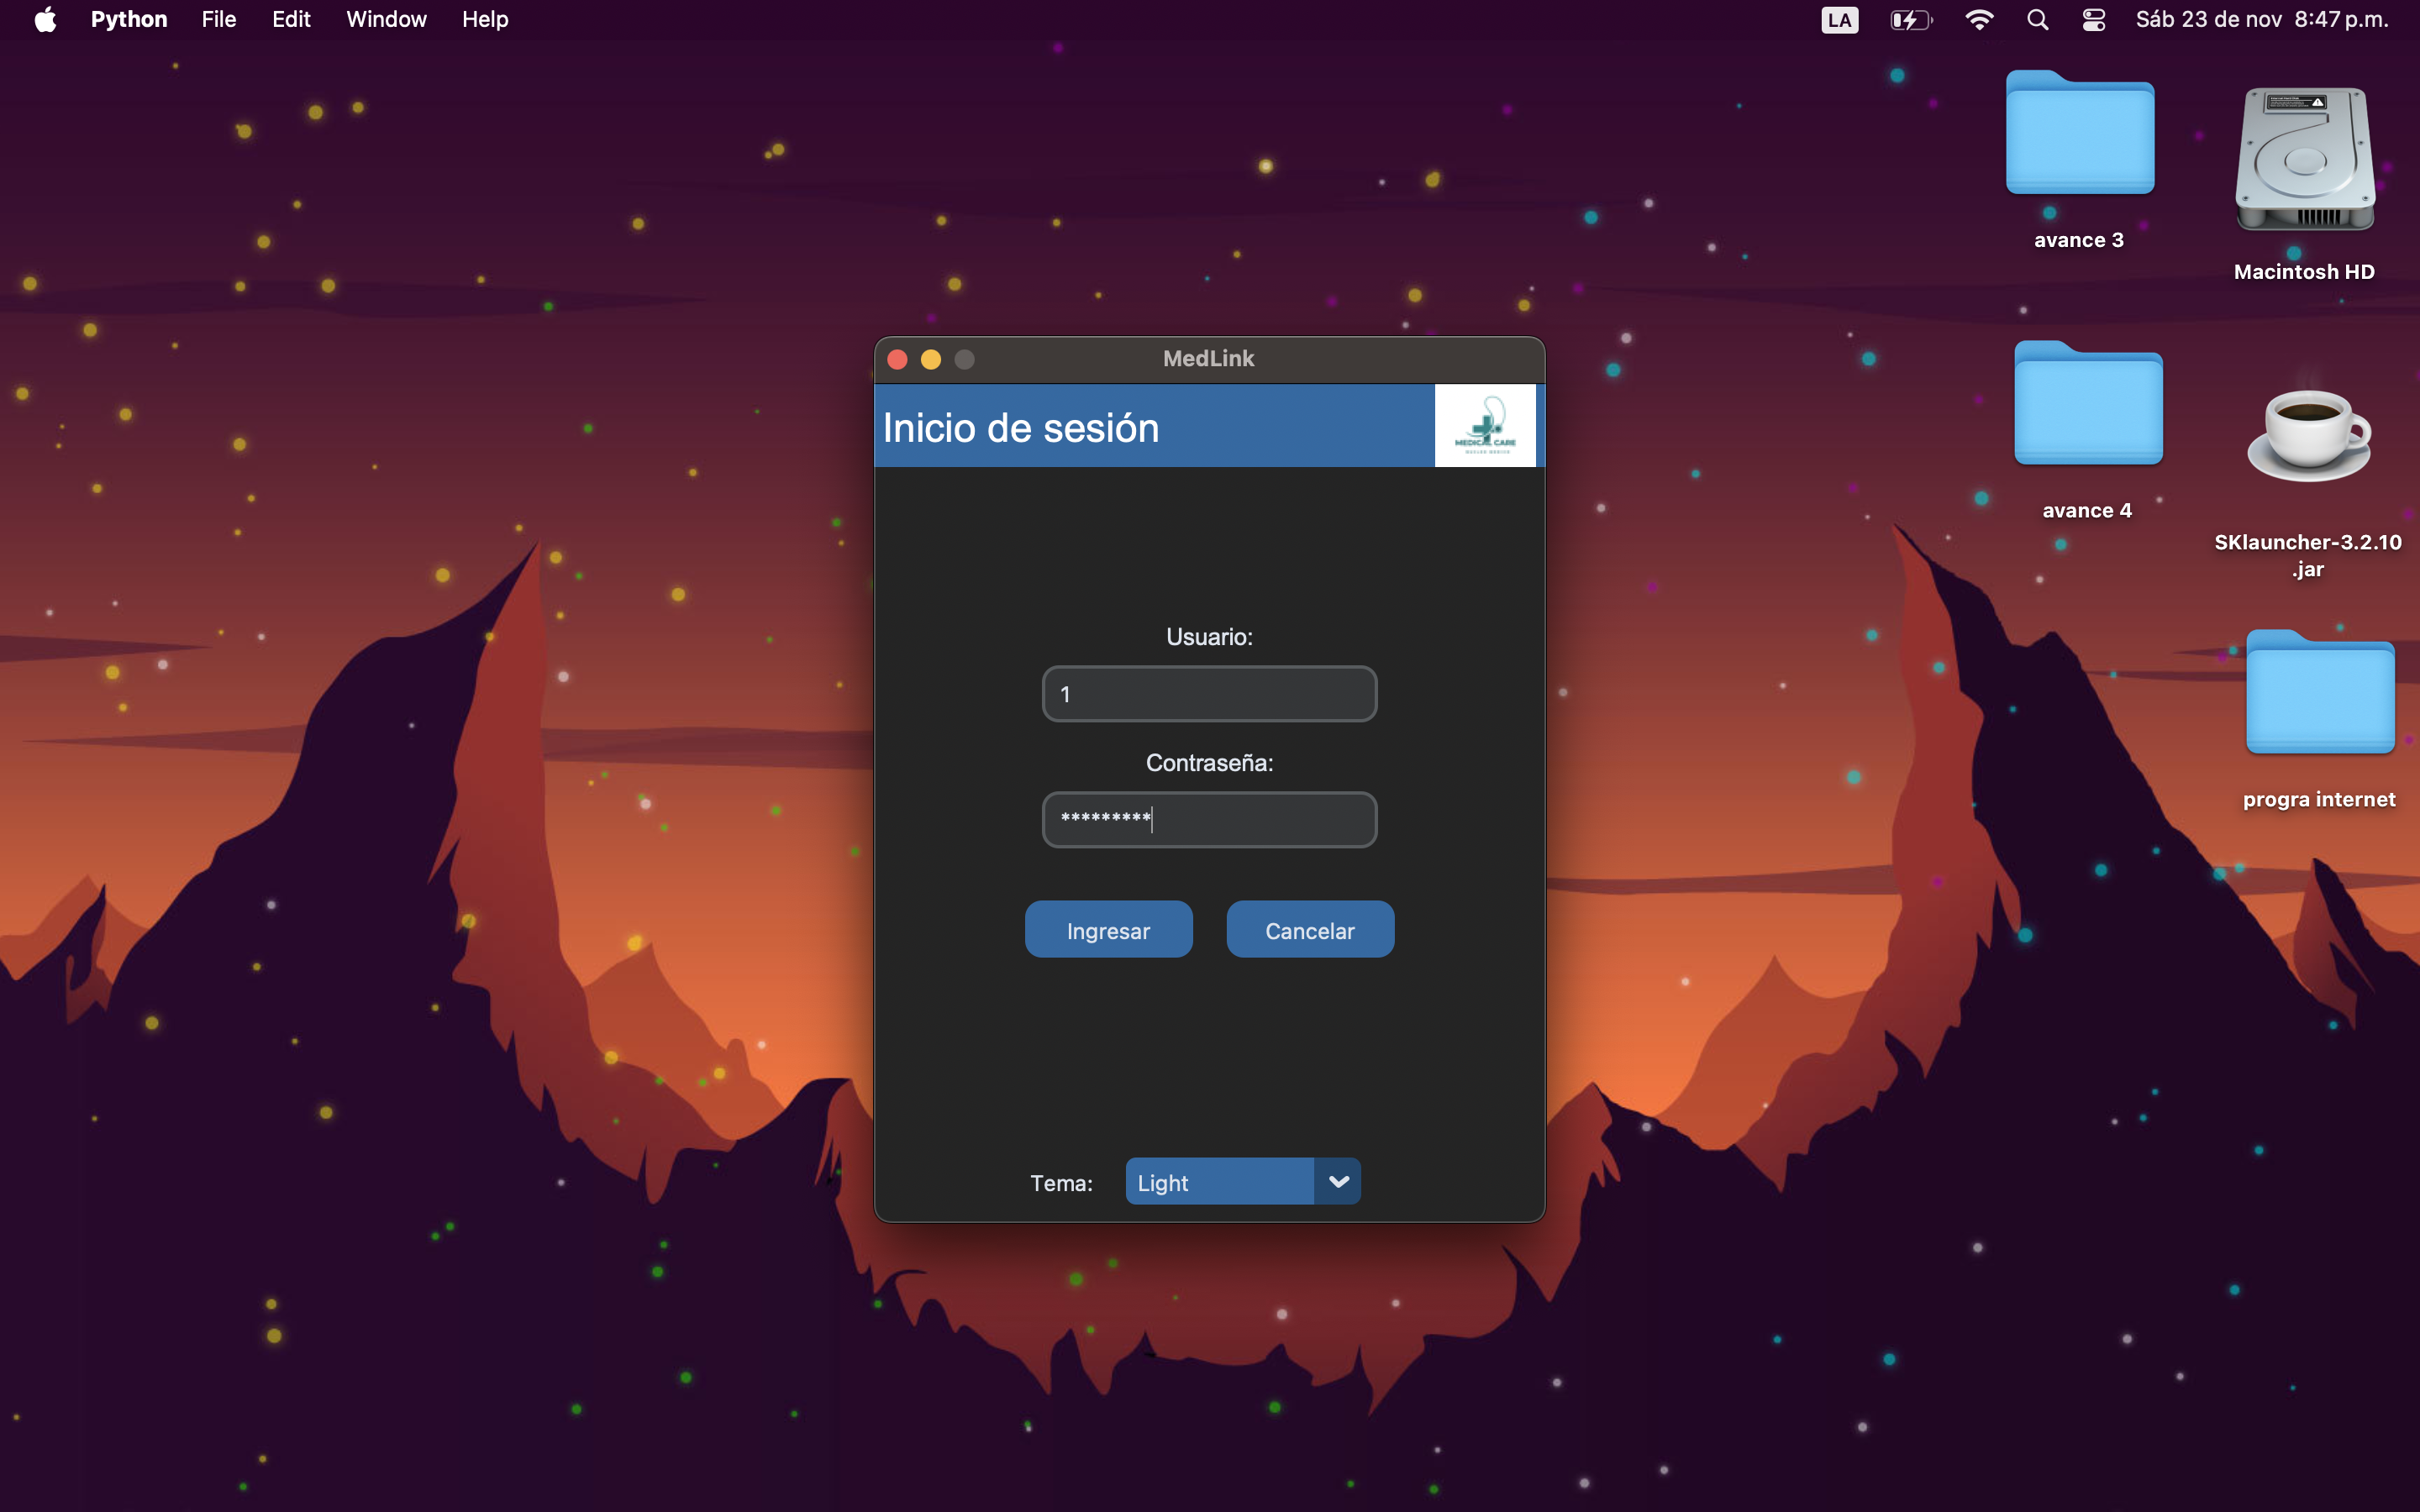 Python File Edit Window Help
LA Sáb 23 de nov 8:47 p.m.
avance 3
Macintosh HD
avance 4
SKlauncher-3.2.10
.jar
progra internet
MedLink
Inicio de sesión
MEDICAL CARE
Usuario:
1
Contraseña:
*********
Ingresar Cancelar
Tema: Light